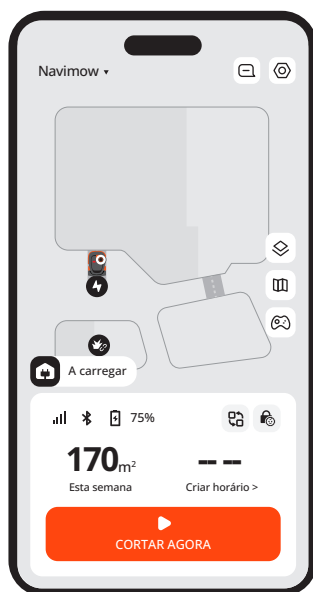 Navimow
A carregar
75%
170m²
-- --
Esta semana
Criar horário >
CORTAR AGORA